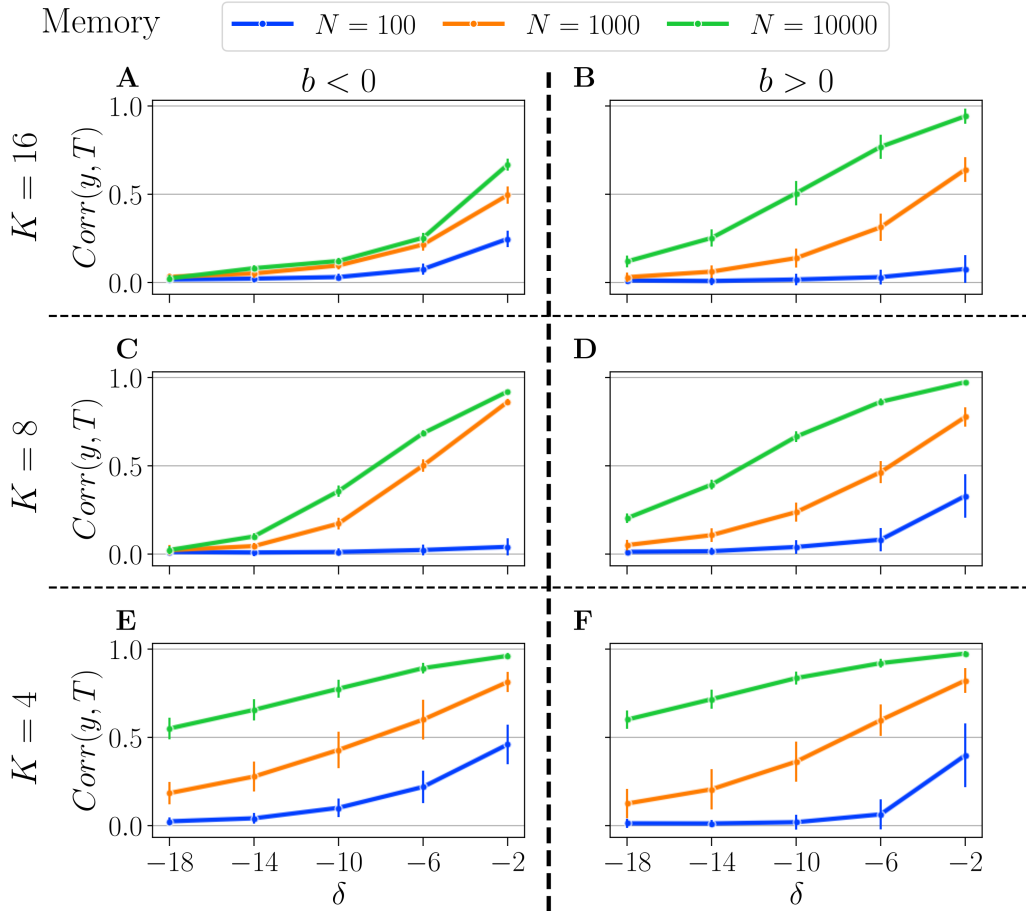 Memory
N = 100 N = 1000 N = 10000
A b < 0 B b > 0
K = 16
Corr(y, T)
1.0
0.5
0.0
C D
K = 8
Corr(y, T)
1.0
0.5
0.0
E F
K = 4
Corr(y, T)
1.0
0.5
0.0
−18 −14 −10 −6 −2 −18 −14 −10 −6 −2
δ δ